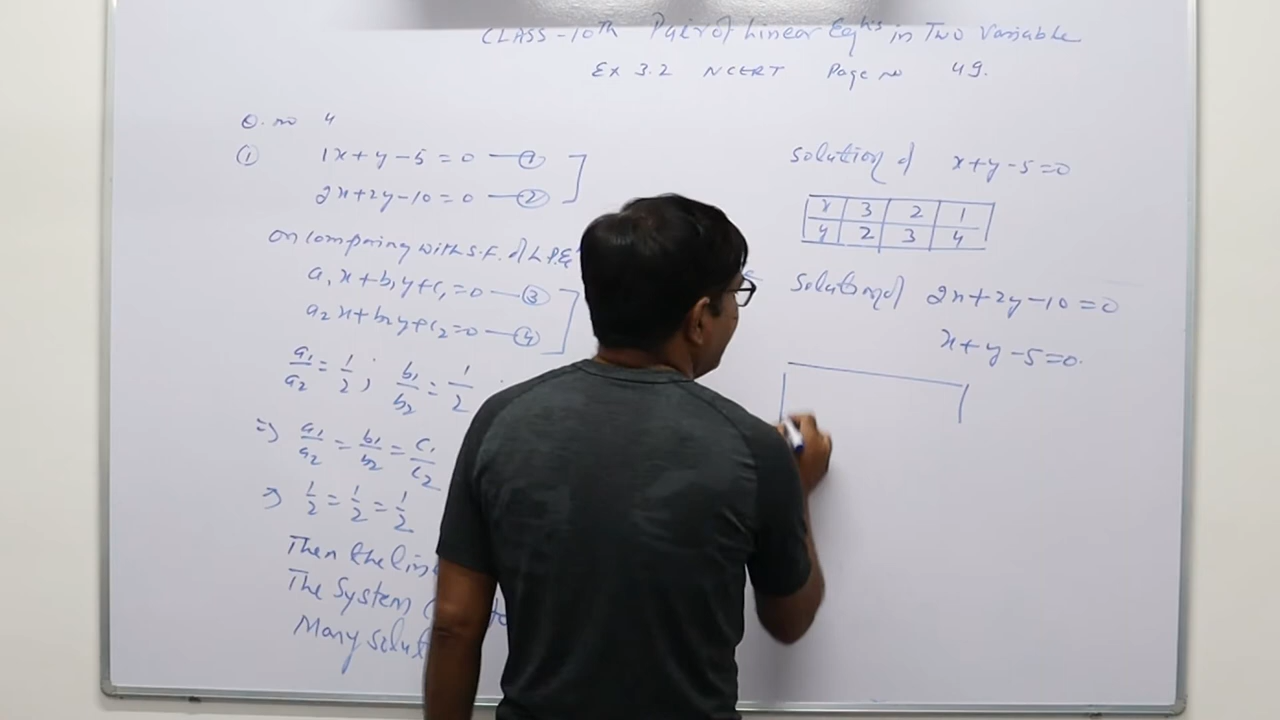 CLASS-10th Pair of Linear Eqns in Two Variable
Ex 3.2 NCERT Page no 49.
Q. no 4
① 1x+y-5=0 —①
2x+2y-10=0 —②
On comparing with S.F. of L.P.Eq
a₁x+b₁y+c₁=0 —③
a₂x+b₂y+c₂=0 —④
a₁/a₂ = 1/2 ; b₁/b₂ = 1/2
=> a₁/a₂ = b₁/b₂ = c₁/c₂
=> 1/2 = 1/2 = 1/2
Then the
The System
Many
solution of x+y-5=0
x 3 2 1
y 2 3 4
solution of 2x+2y-10=0
x+y-5=0.